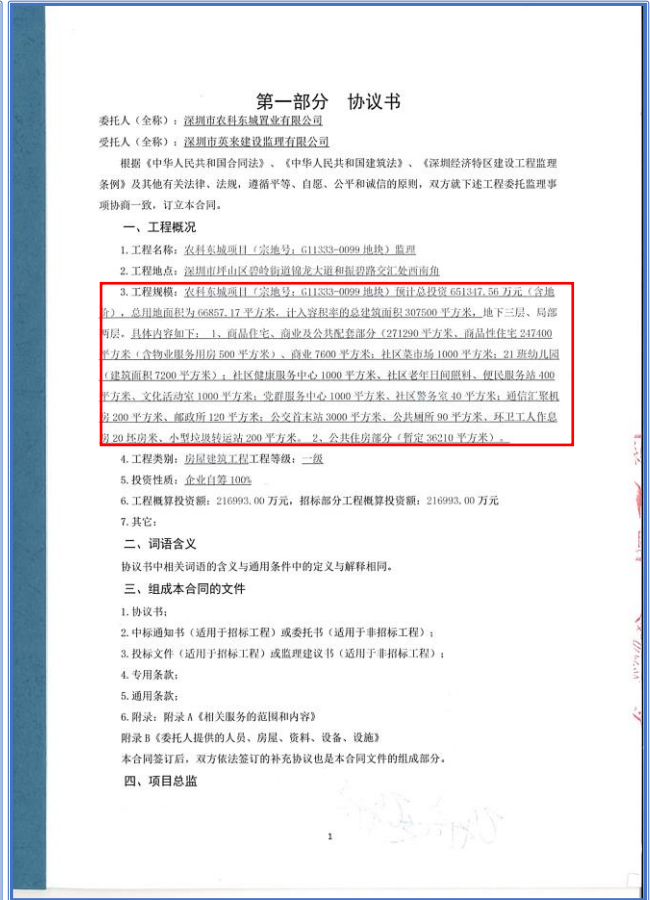 第一部分 协议书
委托人（全称）：深圳市农科东城置业有限公司
受托人（全称）：深圳市英来建设监理有限公司
根据《中华人民共和国合同法》、《中华人民共和国建筑法》、《深圳经济特区建设工程监理
条例》及其他有关法律、法规，遵循平等、自愿、公平和诚信的原则，双方就下述工程委托监理事
项协商一致，订立本合同。
一、工程概况
1.工程名称：农科东城项目（宗地号：G11333-0099 地块）监理
2.工程地点：深圳市坪山区碧岭街道锦龙大道和振碧路交汇处西南角
3.工程规模：农科东城项目（宗地号：G11333-0099 地块）预计总投资 651347.56 万元（含地
价），总用地面积为 66857.17 平方米，计入容积率的总建筑面积 307500 平方米，地下三层、局部
两层，具体内容如下： 1、商品住宅、商业及公共配套部分（271290 平方米、商品性住宅 247400
平方米（含物业服务用房 500 平方米）、商业 7600 平方米；社区菜市场 1000 平方米；21 班幼儿园
（建筑面积 7200 平方米）；社区健康服务中心 1000 平方米、社区老年日间照料、便民服务站 400
平方米、文化活动室 1000 平方米；党群服务中心 1000 平方米、社区警务室 40 平方米；通信汇聚机
房 200 平方米、邮政所 120 平方米；公交首末站 3000 平方米、公共厕所 90 平方米、环卫工人作息
房 20 坯房米、小型垃圾转运站 200 平方米。 2、公共住房部分（暂定 36210 平方米）。
4.工程类别：房屋建筑工程工程等级：一级
5.投资性质：企业自筹 100%
6.工程概算投资额：216993.00 万元，招标部分工程概算投资额：216993.00 万元
7.其它：
二、词语含义
协议书中相关词语的含义与通用条件中的定义与解释相同。
三、组成本合同的文件
1.协议书；
2.中标通知书（适用于招标工程）或委托书（适用于非招标工程）；
3.投标文件（适用于招标工程）或监理建议书（适用于非招标工程）；
4.专用条款；
5.通用条款；
6.附录：附录 A《相关服务的范围和内容》
附录 B《委托人提供的人员、房屋、资料、设备、设施》
本合同签订后，双方依法签订的补充协议也是本合同文件的组成部分。
四、项目总监
1